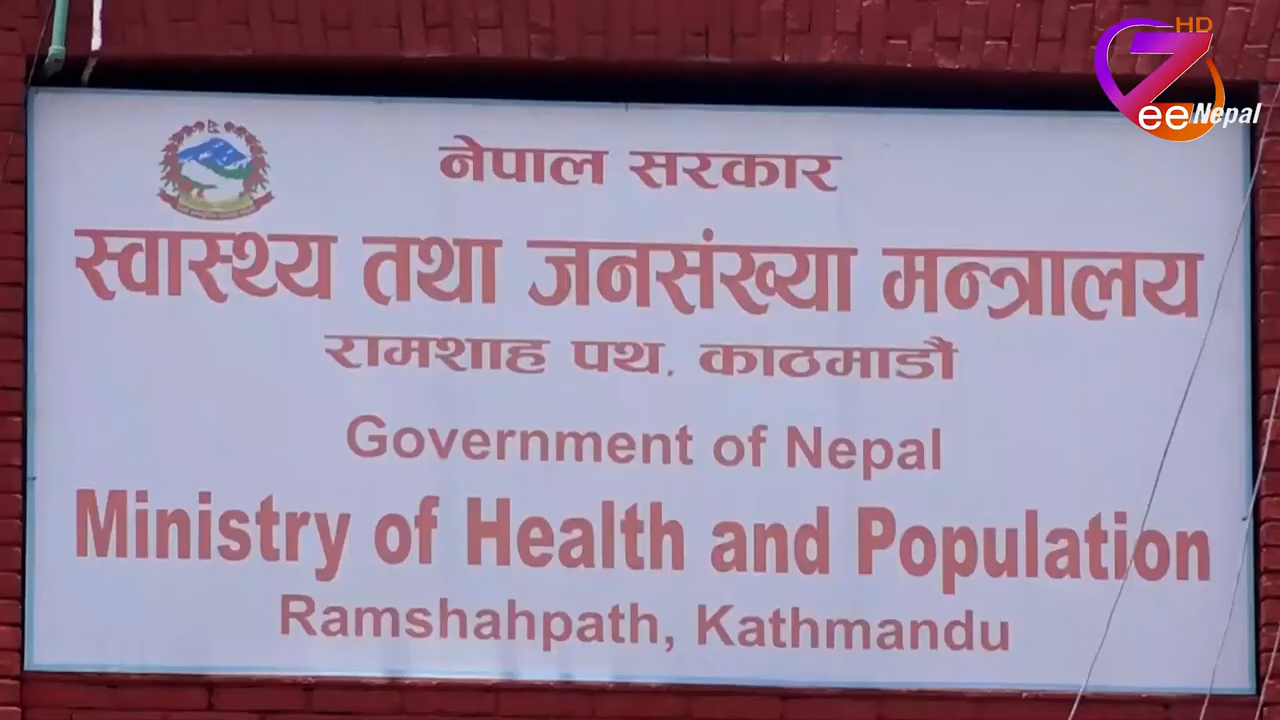 HD
Zee Nepal
नेपाल सरकार
स्वास्थ्य तथा जनसंख्या मन्त्रालय
रामशाह पथ, काठमाडौं
Government of Nepal
Ministry of Health and Population
Ramshahpath, Kathmandu